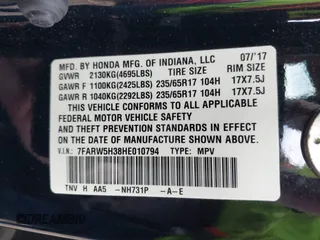 MFD. BY HONDA MFG. OF INDIANA, LLC 07/'17
GVWR 2130KG(4695LBS) TIRE SIZE RIM SIZE
GAWR F 1100KG(2425LBS) 235/65R17 104H 17X7.5J
GAWR R 1040KG(2292LBS) 235/65R17 104H 17X7.5J
THIS VEHICLE CONFORMS TO ALL APPLICABLE
FEDERAL MOTOR VEHICLE SAFETY STANDARDS IN
EFFECT ON THE DATE OF MANUFACTURE SHOWN ABOVE.
V.I.N: 7FARW5H38HE010794 TYPE: MPV
TNV H AA5 -NH731P -A-E
DREAMBID